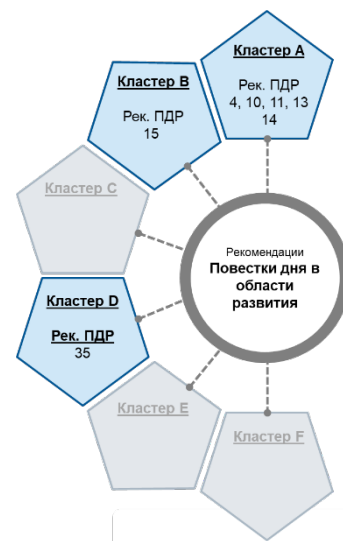 Кластер A
Рек. ПДР
4, 10, 11, 13
14
Кластер B
Рек. ПДР
15
Кластер C
Рекомендации
Повестки дня в
области
развития
Кластер D
Рек. ПДР
35
Кластер E
Кластер F